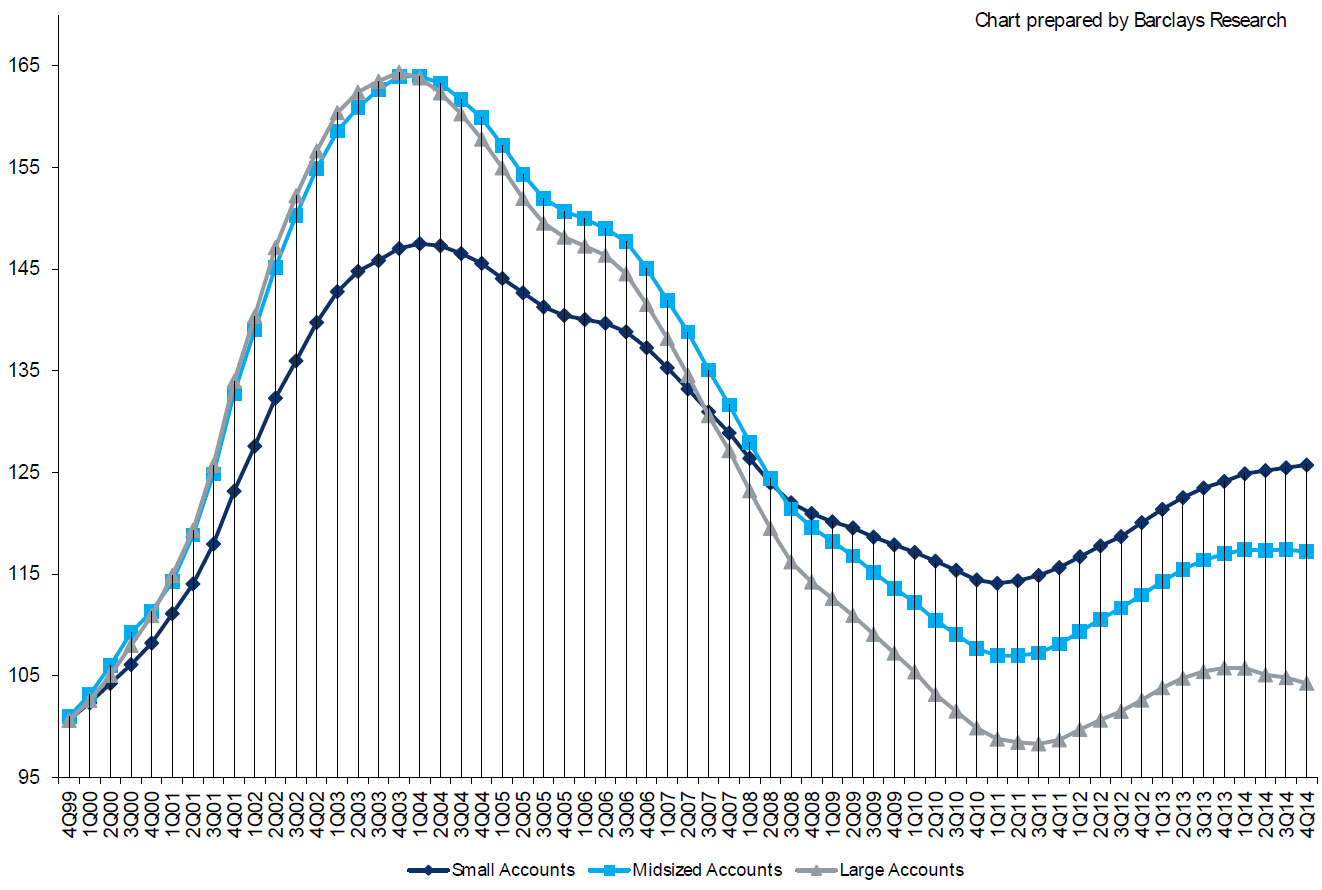 Chart prepared by Barclays Research
165
155
145
135
125
115
105
95
4Q99 1Q00 2Q00 3Q00 4Q00 1Q01 2Q01 3Q01 4Q01 1Q02 2Q02 3Q02 4Q02 1Q03 2Q03 3Q03 4Q03 1Q04 2Q04 3Q04 4Q04 1Q05 2Q05 3Q05 4Q05 1Q06 2Q06 3Q06 4Q06 1Q07 2Q07 3Q07 4Q07 1Q08 2Q08 3Q08 4Q08 1Q09 2Q09 3Q09 4Q09 1Q10 2Q10 3Q10 4Q10 1Q11 2Q11 3Q11 4Q11 1Q12 2Q12 3Q12 4Q12 1Q13 2Q13 3Q13 4Q13 1Q14 2Q14 3Q14 4Q14
Small Accounts Midsized Accounts Large Accounts